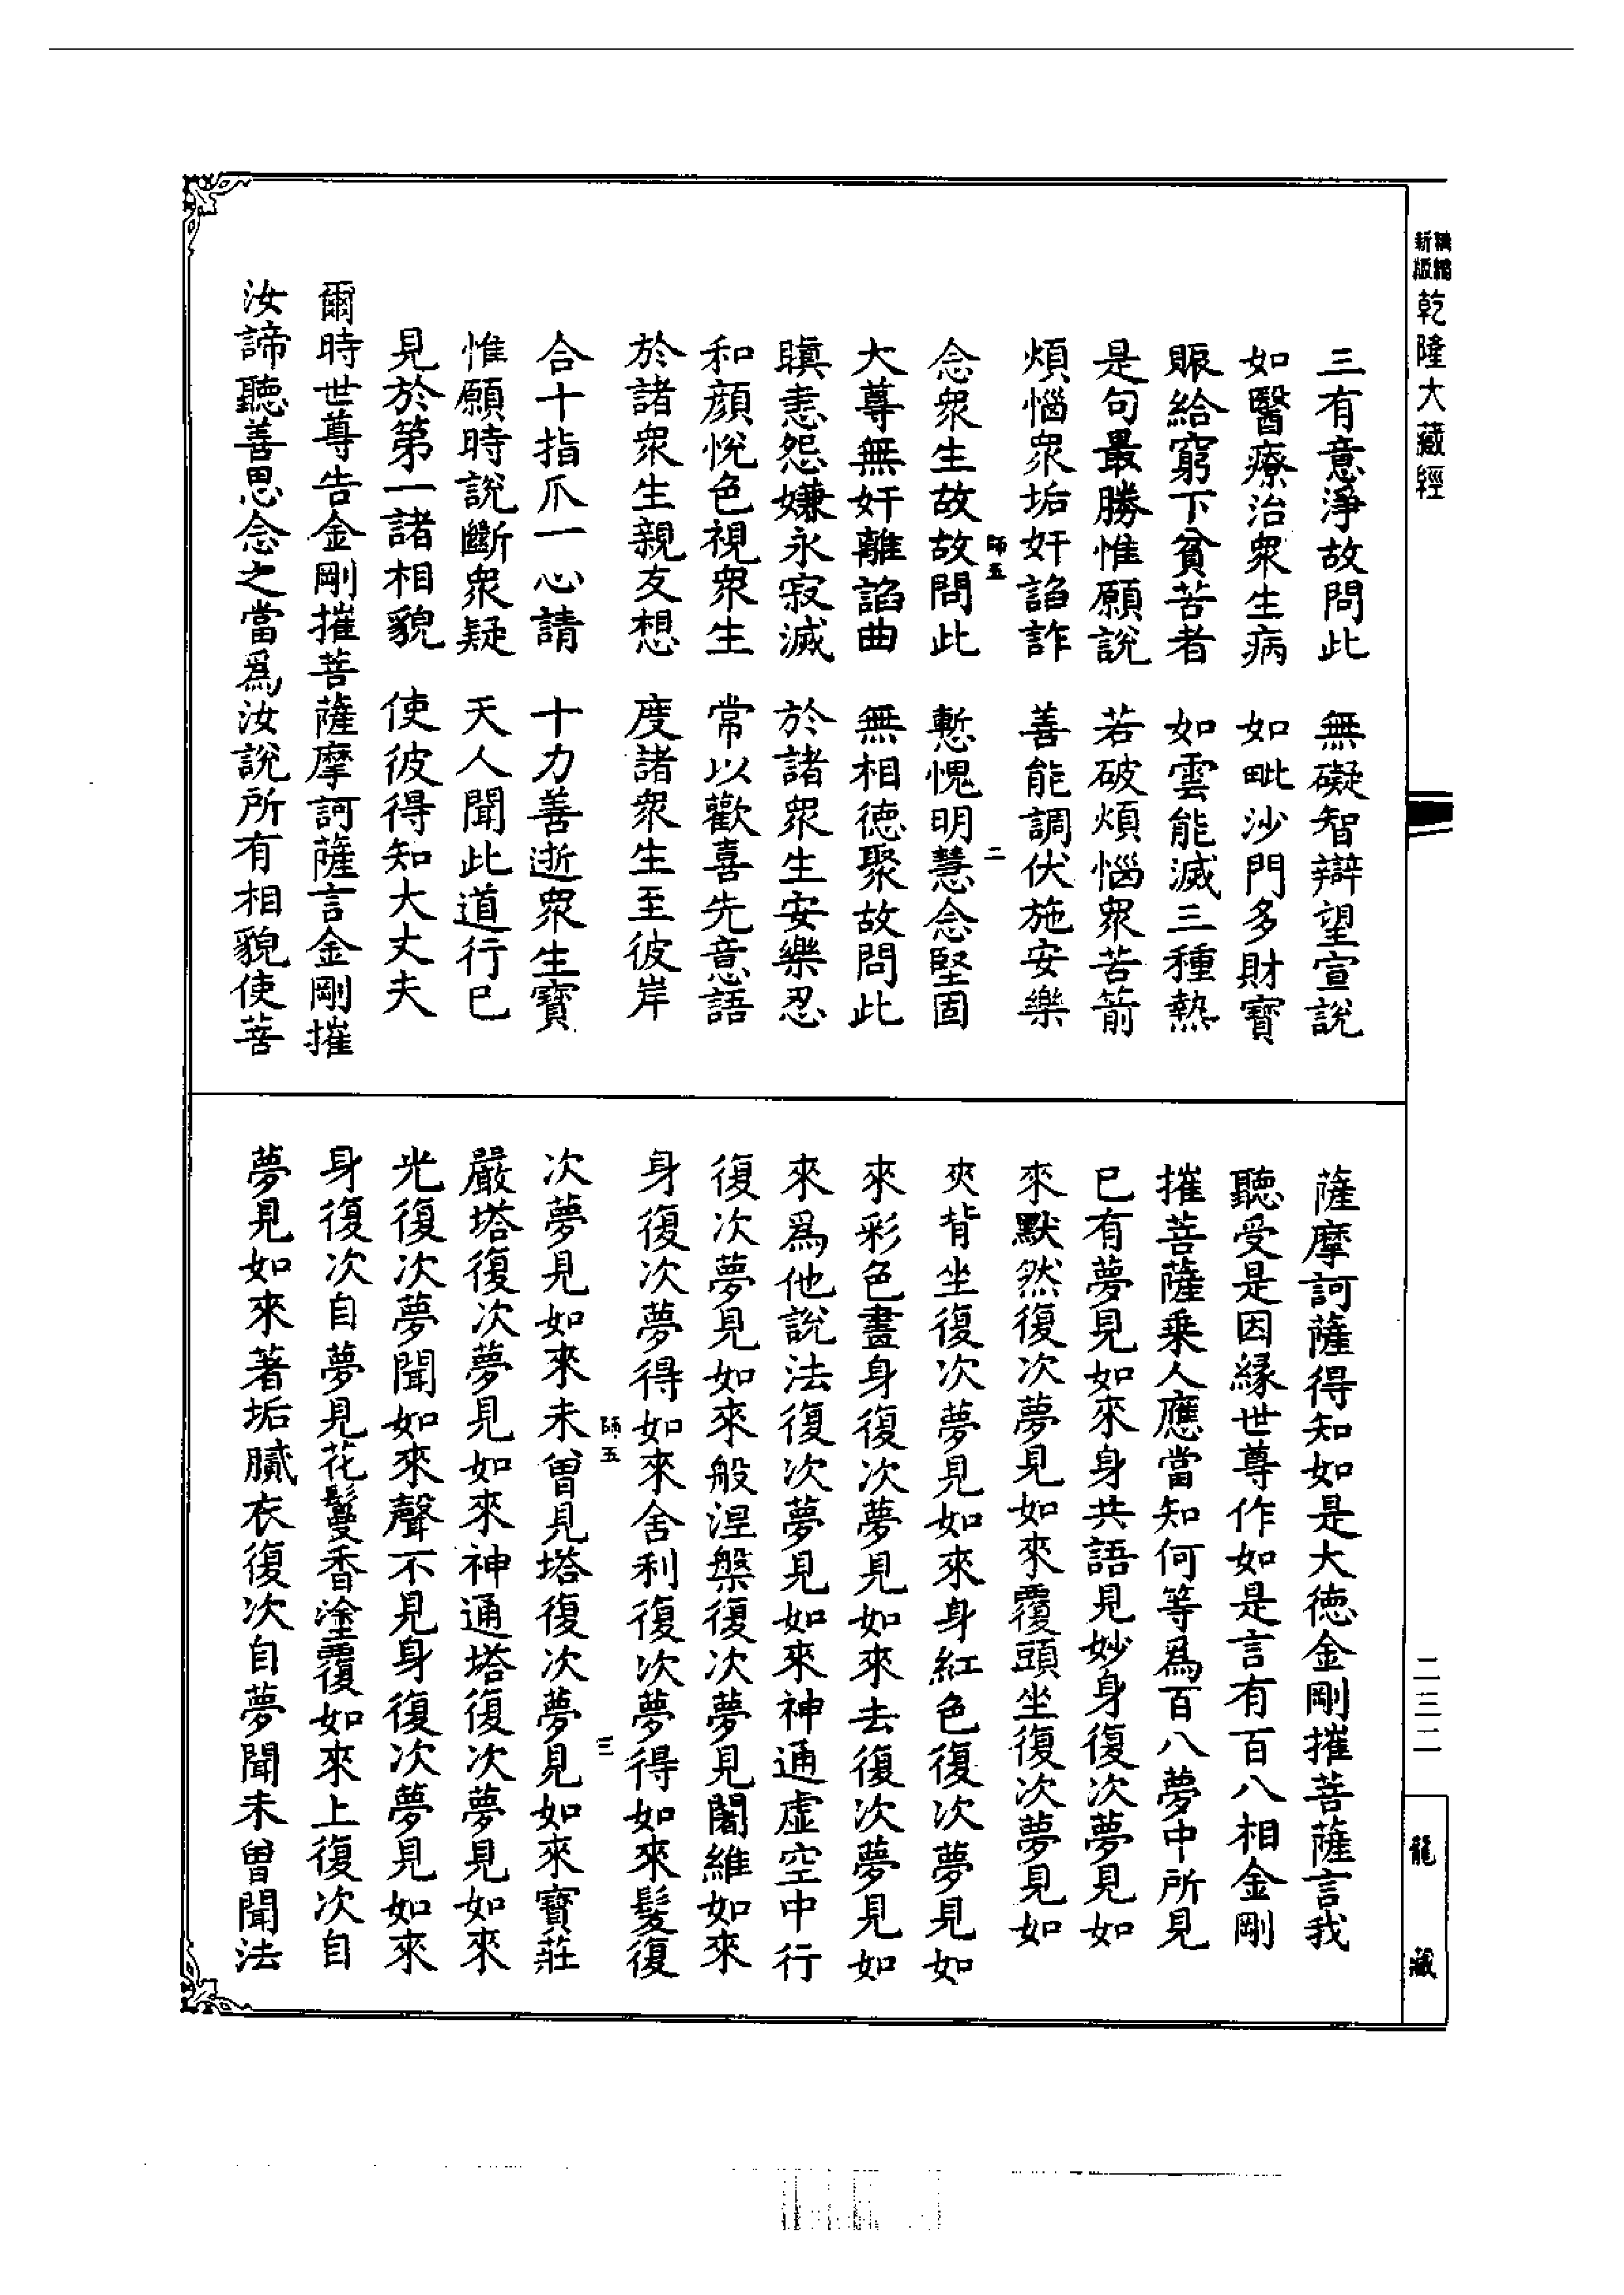 精縮新版乾隆大藏經
二三二
龍藏
三有意淨故問此　無礙智辯望宣說
如醫療治衆生病　如毗沙門多財寶
賑給窮下貧苦者　如雲能滅三種熱
是句最勝惟願說　若破煩惱衆苦箭
煩惱衆垢奸諂詐　善能調伏施安樂
師五　二
念衆生故故問此　慙愧明慧念堅固
大尊無奸離諂曲　無相德聚故問此
瞋恚怨嫌永寂滅　於諸衆生安樂忍
和顔悅色視衆生　常以歡喜先意語
於諸衆生親友想　度諸衆生至彼岸
合十指爪一心請　十力善逝衆生寶
惟願時說斷衆疑　天人聞此道行已
見於第一諸相貌　使彼得知大丈夫
爾時世尊告金剛摧菩薩摩訶薩言金剛摧
汝諦聽善思念之當爲汝說所有相貌使菩
薩摩訶薩得知如是大德金剛摧菩薩言我
聽受是因緣世尊作如是言有百八相金剛
摧菩薩乗人應當知何等爲百八夢中所見
已有夢見如來身共語見妙身復次夢見如
來默然復次夢見如來覆頭坐復次夢見如
來背坐復次夢見如來身紅色復次夢見如
來彩色畫身復次夢見如來去復次夢見如
來爲他說法復次夢見如來神通虚空中行
復次夢見如來般涅槃復次夢見闍維如來
身復次夢得如來舍利復次夢得如來髮復
師五　三
次夢見如來未曾見塔復次夢見如來寶莊
嚴塔復次夢見如來神通塔復次夢見如來
光復次夢聞如來聲不見身復次夢見如來
身復次自夢見花鬘香塗覆如來上復次自
夢見如來著垢膩衣復次自夢聞未曾聞法